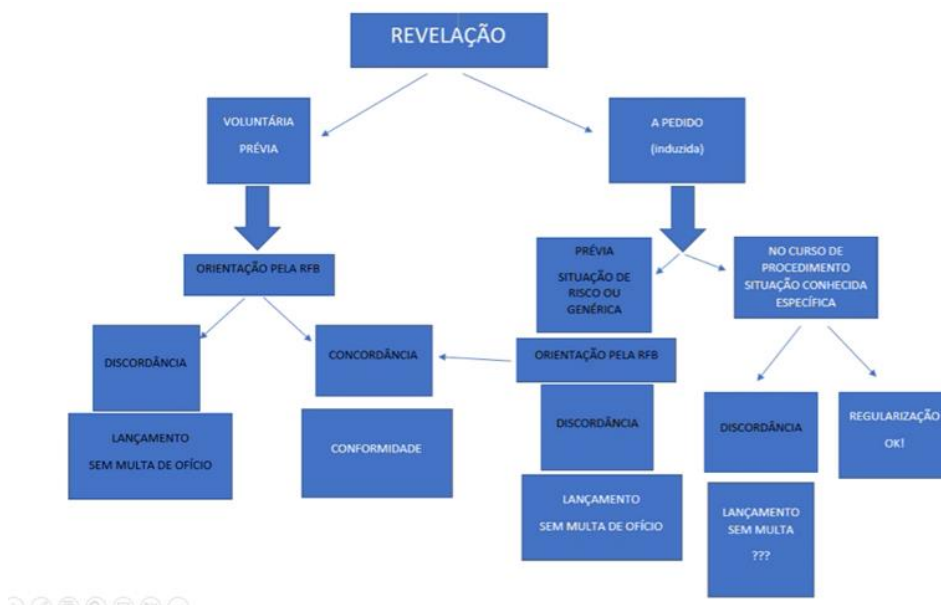 REVELAÇÃO
VOLUNTÁRIA
PRÉVIA
A PEDIDO
(induzida)
ORIENTAÇÃO PELA RFB
PRÉVIA
SITUAÇÃO DE
RISCO OU
GENÉRICA
NO CURSO DE
PROCEDIMENTO
SITUAÇÃO CONHECIDA
ESPECÍFICA
DISCORDÂNCIA
CONCORDÂNCIA
ORIENTAÇÃO PELA RFB
DISCORDÂNCIA
DISCORDÂNCIA
REGULARIZAÇÃO
OK!
LANÇAMENTO
SEM MULTA DE OFÍCIO
CONFORMIDADE
LANÇAMENTO
SEM MULTA DE OFÍCIO
LANÇAMENTO
SEM MULTA
???